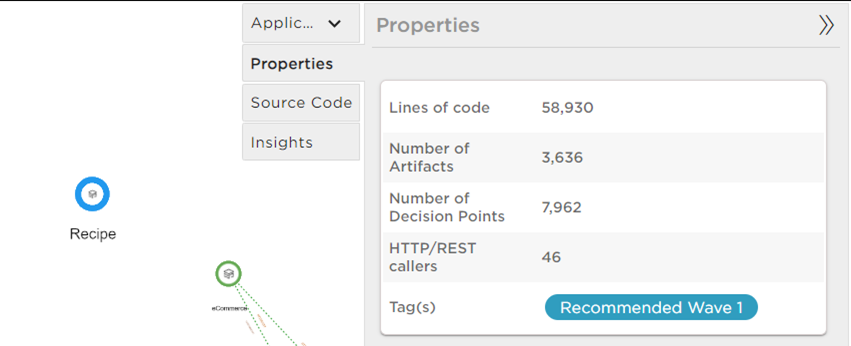 Applic...
Properties
Properties
Source Code
Insights
Lines of code 58,930
Number of
Artifacts 3,636
Number of
Decision Points 7,962
HTTP/REST
callers 46
Tag(s) Recommended Wave 1
Recipe
eCommerce